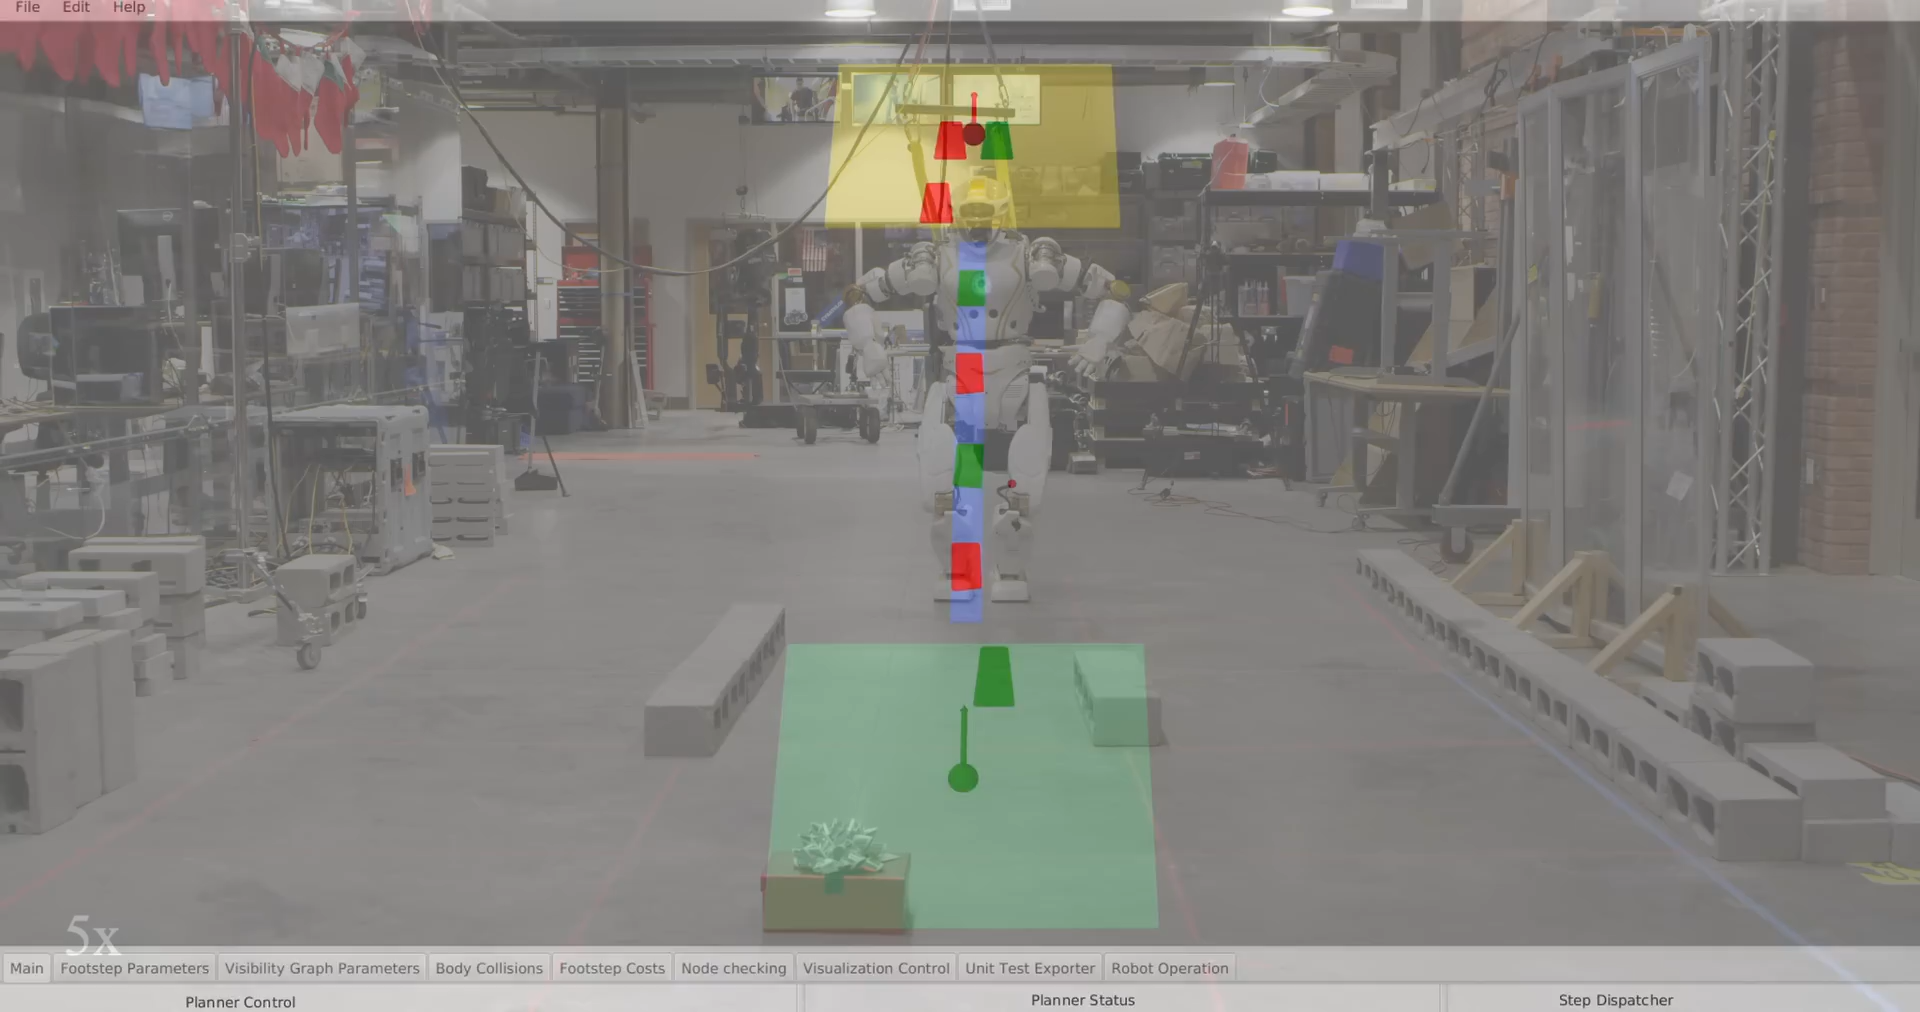 File Edit Help
5x
Main Footstep Parameters Visibility Graph Parameters Body Collisions Footstep Costs Node checking Visualization Control Unit Test Exporter Robot Operation
Planner Control Planner Status Step Dispatcher